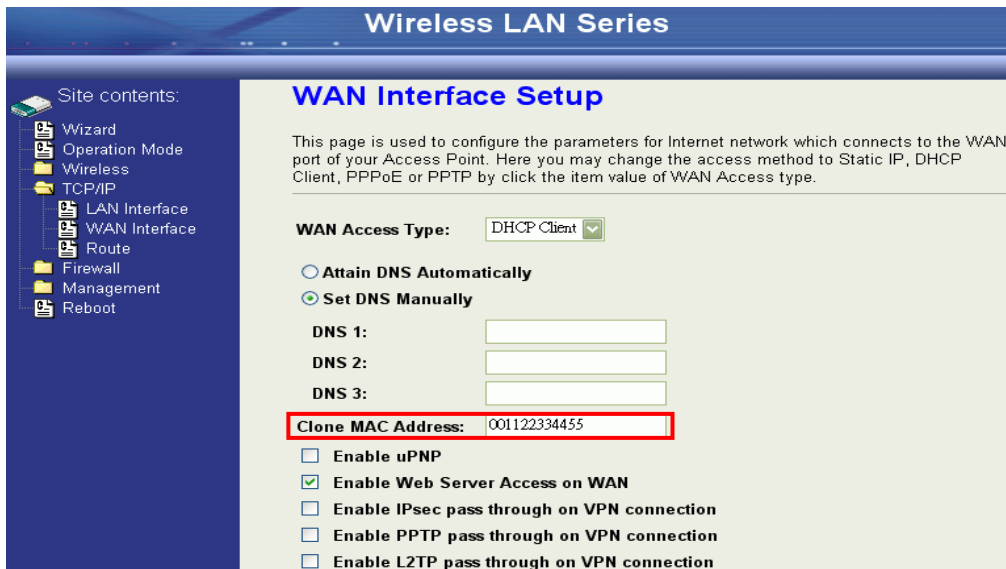 Wireless LAN Series
Site contents:
Wizard
Operation Mode
Wireless
TCP/IP
LAN Interface
WAN Interface
Route
Firewall
Management
Reboot
WAN Interface Setup
This page is used to configure the parameters for Internet network which connects to the WAN
port of your Access Point. Here you may change the access method to Static IP, DHCP
Client, PPPoE or PPTP by click the item value of WAN Access type.
WAN Access Type: DHCP Client
Attain DNS Automatically
Set DNS Manually
DNS 1:
DNS 2:
DNS 3:
Clone MAC Address: 001122334455
Enable uPNP
Enable Web Server Access on WAN
Enable IPsec pass through on VPN connection
Enable PPTP pass through on VPN connection
Enable L2TP pass through on VPN connection